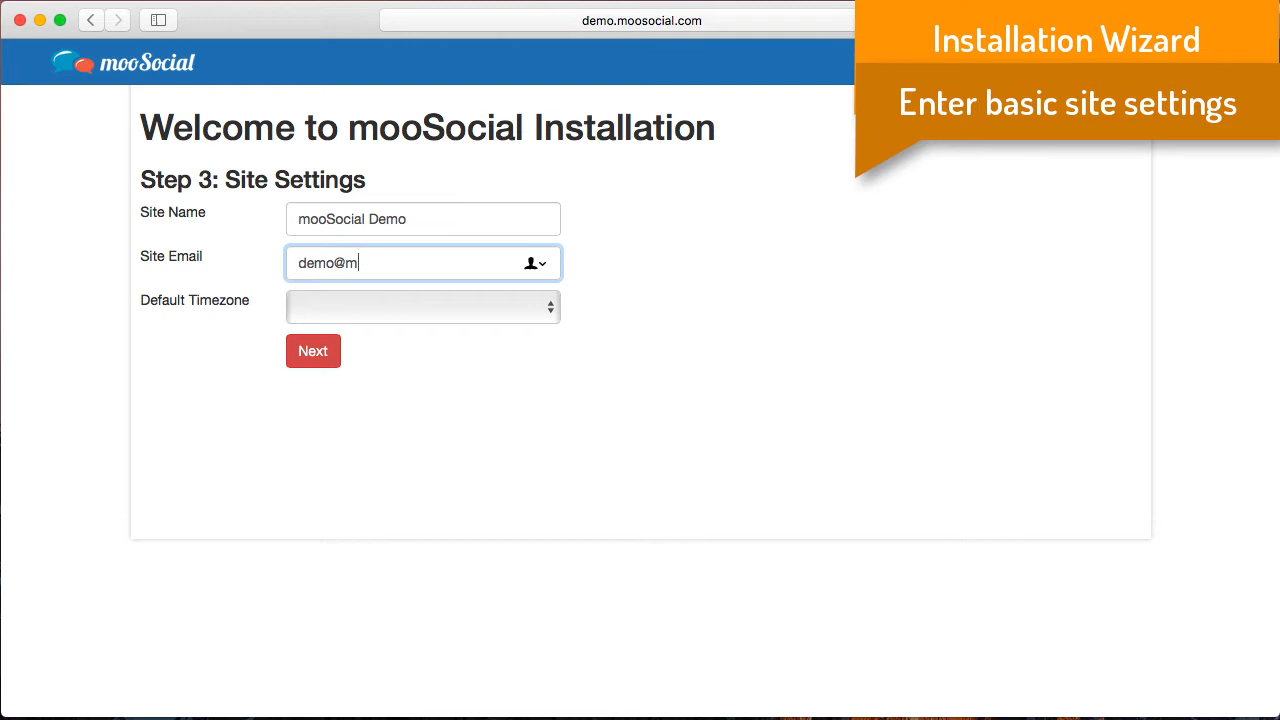 demo.moosocial.com
Installation Wizard
Enter basic site settings
mooSocial
Welcome to mooSocial Installation
Step 3: Site Settings
Site Name
mooSocial Demo
Site Email
demo@m
Default Timezone
Next